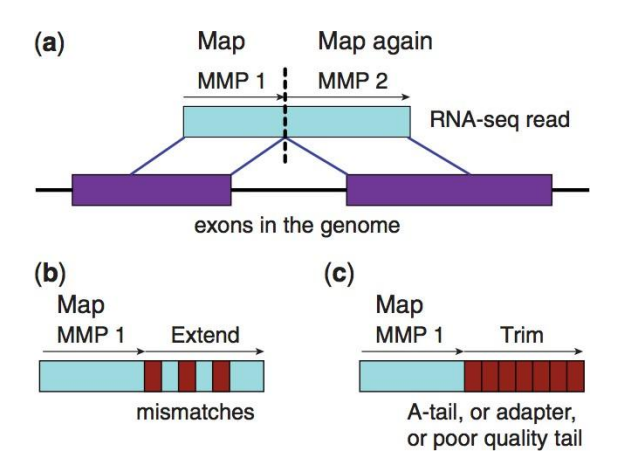 (a)
Map Map again
MMP 1 MMP 2
RNA-seq read
exons in the genome
(b)
Map
MMP 1 Extend
mismatches
(c)
Map
MMP 1 Trim
A-tail, or adapter,
or poor quality tail